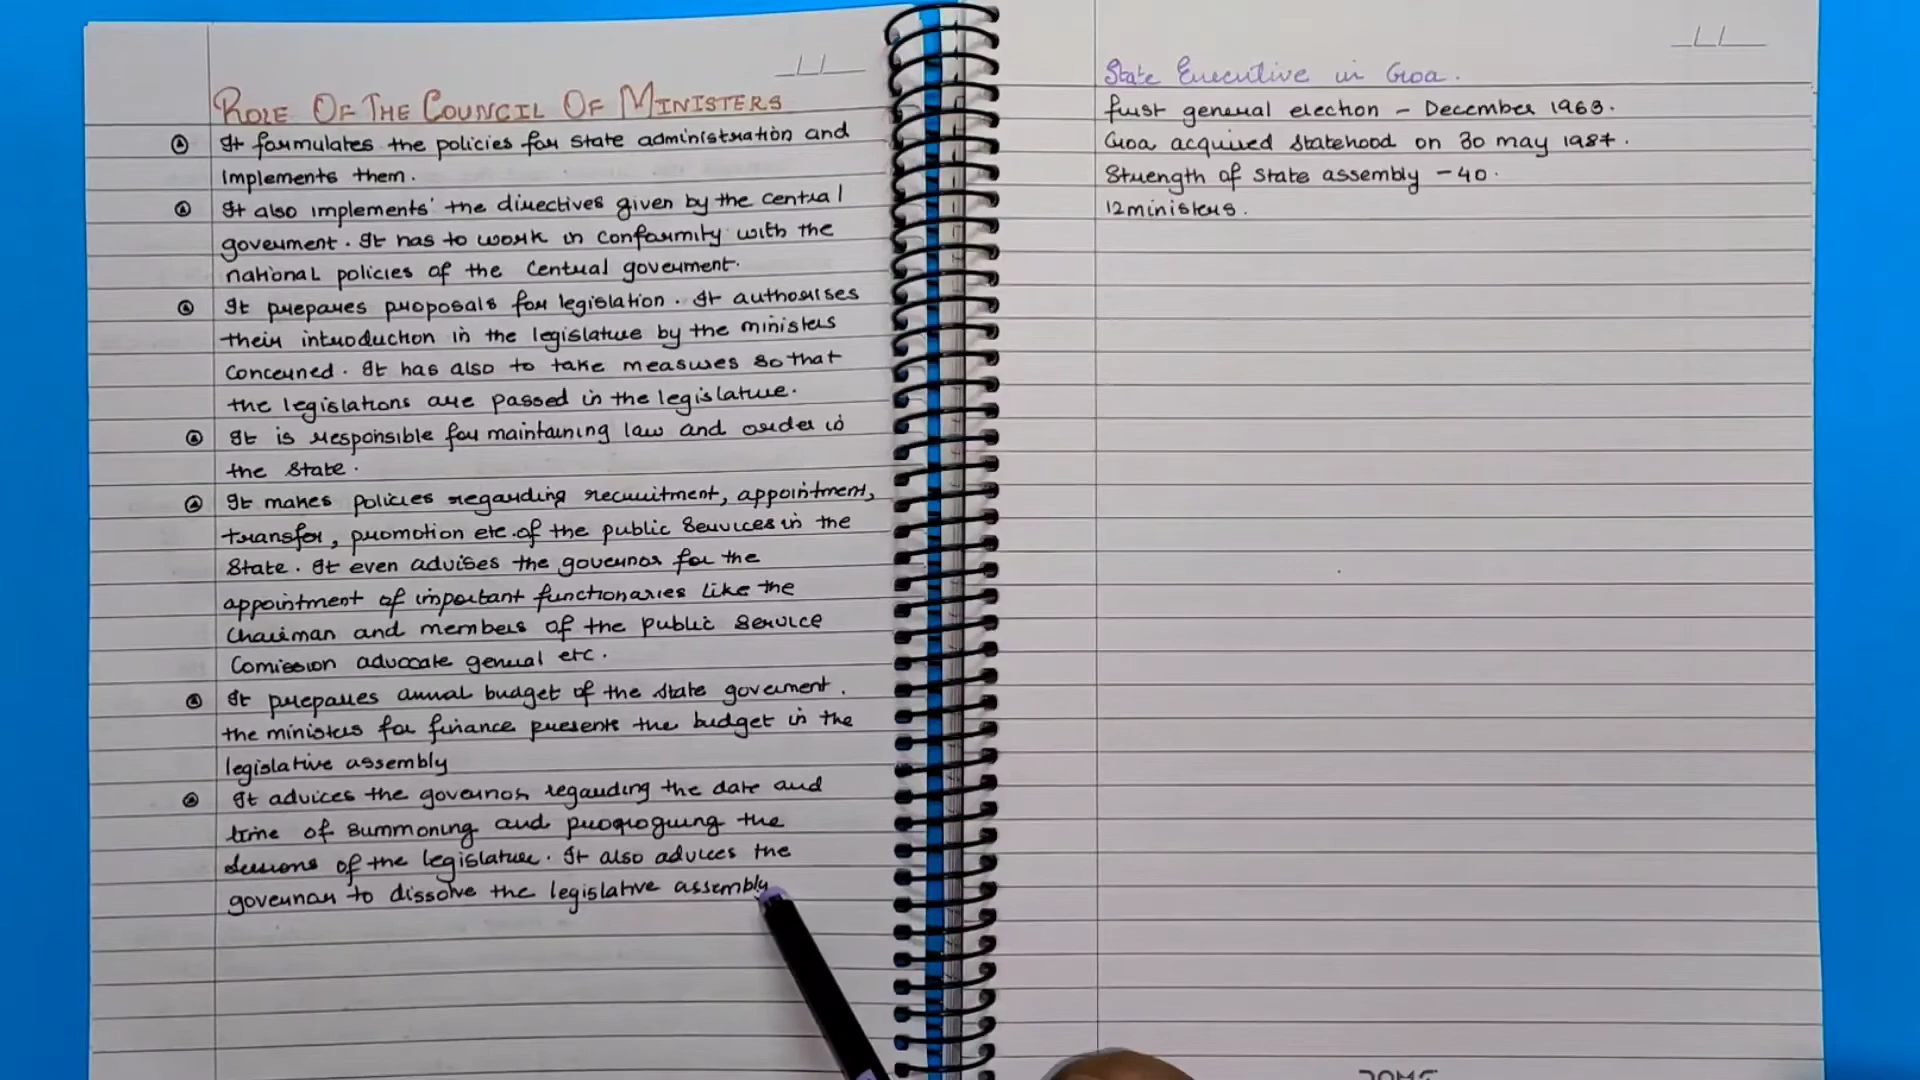 ROLE OF THE COUNCIL OF MINISTERS
It formulates the policies for state administration and
implements them.
It also implements the directives given by the central
goverment. It has to work in conformity with the
national policies of the central goverment.
It prepares proposals for legislation. It authorises
their introduction in the legislature by the ministers
concerned. It has also to take measures so that
the legislations are passed in the legislature.
It is responsible for maintaining law and order in
the state.
It makes policies regarding recruitment, appointment,
transfer, promotion etc. of the public services in the
State. It even advises the governor for the
appointment of important functionaries like the
chairman and members of the public service
Comission advocate genral etc.
It prepares annual budget of the state goverment.
the ministers for finance presents the budget in the
legislative assembly
It advices the governor regarding the date and
time of summoning and proroguing the
of the legislature. It also advices the
governor to dissolve the legislative assembly
State Executive in Goa.
first general election - December 1963.
Goa acquired statehood on 30 may 1987.
Strength of state assembly - 40.
12 ministers.